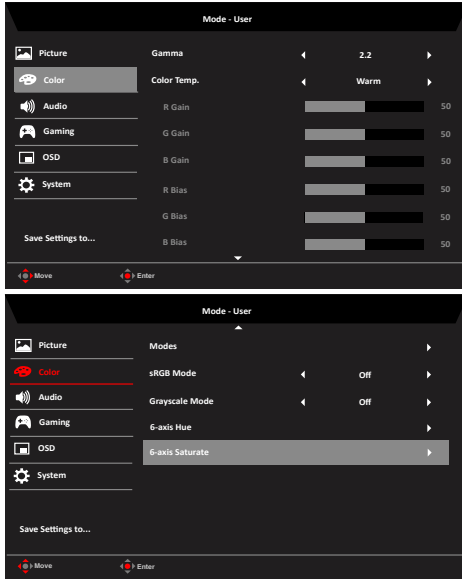 Mode - User
Picture
Gamma 2.2
Color
Color Temp. Warm
Audio
R Gain 50
Gaming
G Gain 50
OSD
B Gain 50
System
R Bias 50
G Bias 50
Save Settings to...
B Bias 50
Move Enter
Mode - User
Picture
Modes
Color
sRGB Mode Off
Audio
Grayscale Mode Off
Gaming
6-axis Hue
OSD
6-axis Saturate
System
Save Settings to...
Move Enter